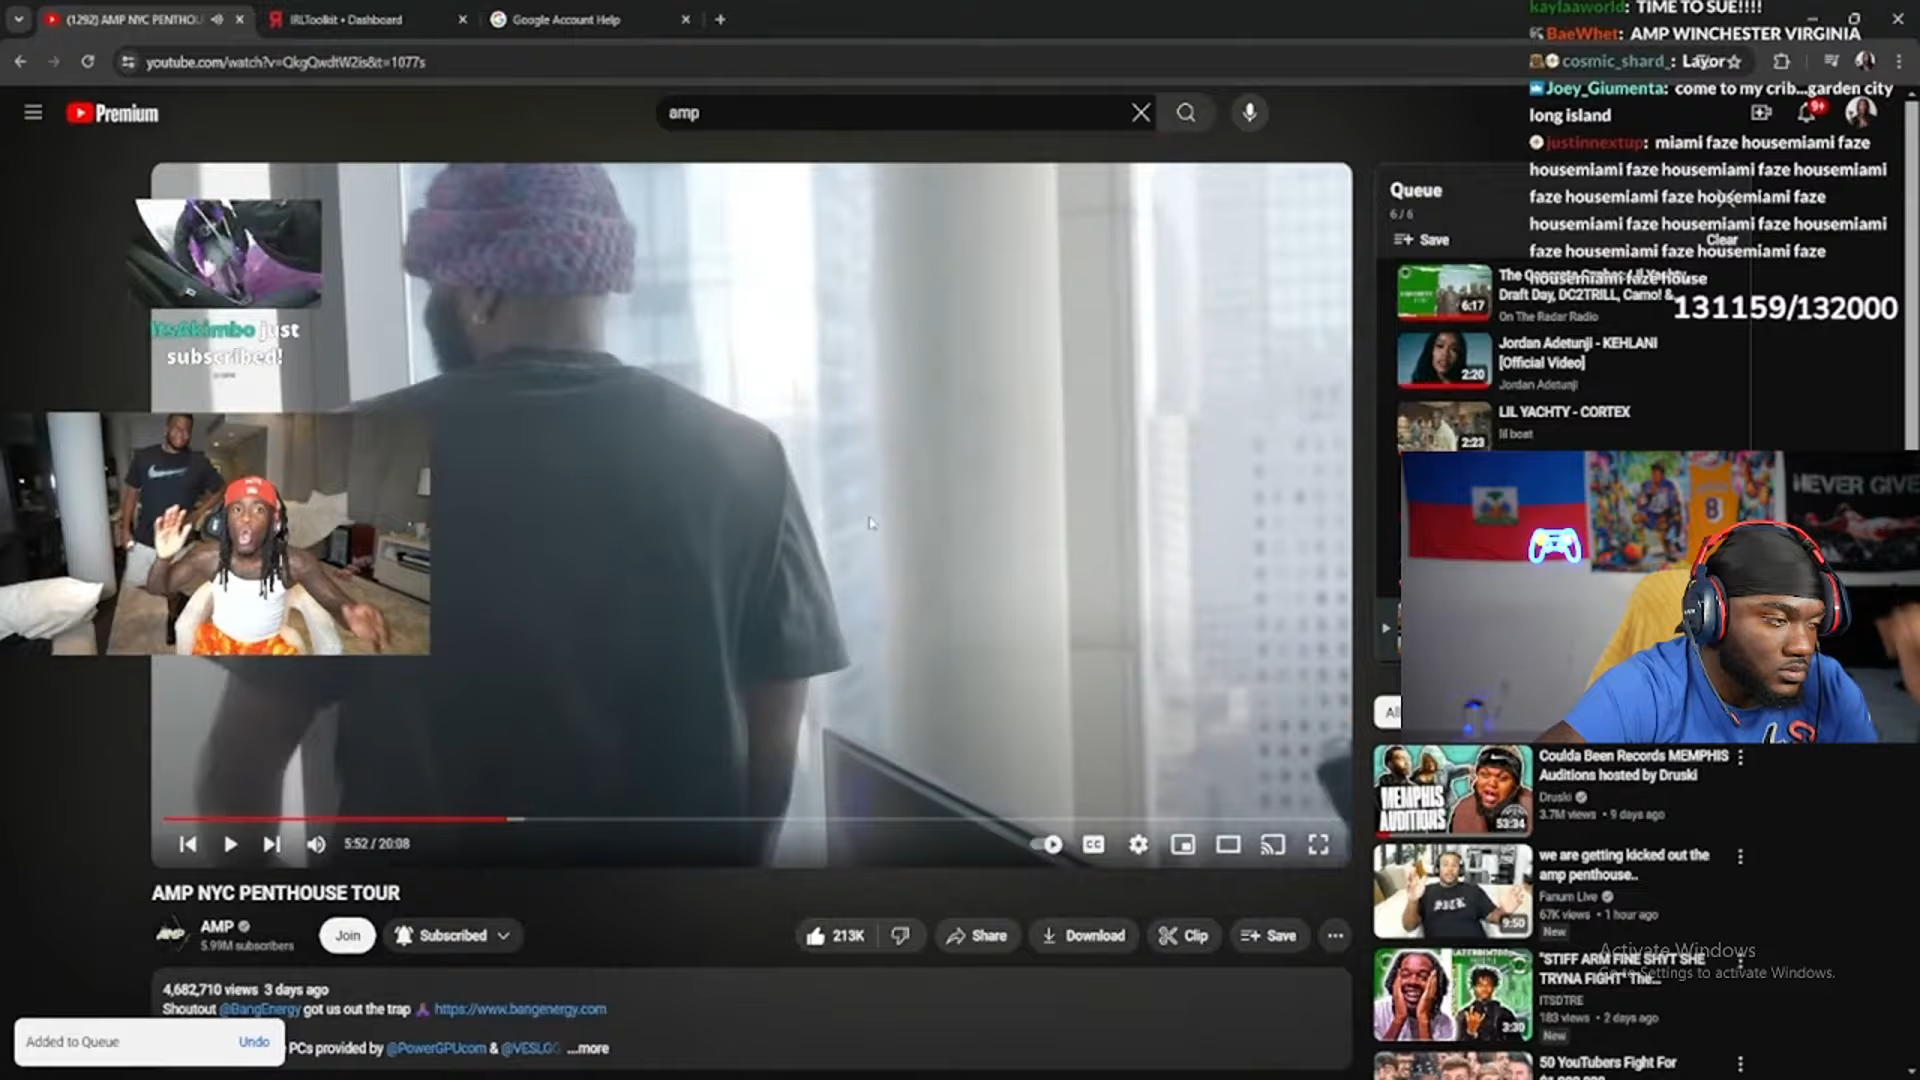 (1292) AMP NYC PENTHOU
IRLToolkit • Dashboard
Google Account Help
youtube.com/watch?v=QkgQwdtW2is&t=1077s
kaylaaworld: TIME TO SUE!!!!
BaeWhet: AMP WINCHESTER VIRGINIA
cosmic_shard_: Layor
Joey_Giumenta: come to my crib...garden city
long island
justinnextup: miami faze housemiami faze
housemiami faze housemiami faze housemiami
faze housemiami faze housemiami faze
housemiami faze housemiami faze housemiami
faze housemiami faze housemiami faze
housemiami faze house
131159/132000
Premium
amp
9+
Queue
6 / 6
Save
Clear
6:17
Draft Day, DC2TRILL, Camo! &
On The Radar Radio
2:20
Jordan Adetunji - KEHLANI
[Official Video]
Jordan Adetunji
2:23
LIL YACHTY - CORTEX
lil boat
ItsAkimbo just
subscribed!
NEVER GIVE
8
5:52 / 20:08
CC
AMP NYC PENTHOUSE TOUR
AMP
AMP
5.99M subscribers
Join
Subscribed
213K
Share
Download
Clip
Save
4,682,710 views 3 days ago
Shoutout @BangEnergy got us out the trap https://www.bangenergy.com
PCs provided by @PowerGPUcom & @VESLGG ...more
Added to Queue
Undo
All
MEMPHIS
AUDITIONS
53:34
Coulda Been Records MEMPHIS
Auditions hosted by Druski
Druski
3.7M views • 9 days ago
9:50
we are getting kicked out the
amp penthouse..
Fanum Live
67K views • 1 hour ago
New
3:30
"STIFF ARM FINE SHYT SHE
TRYNA FIGHT" The...
ITSDTRE
183 views • 2 days ago
New
50 YouTubers Fight For
Activate Windows
Go to Settings to activate Windows.